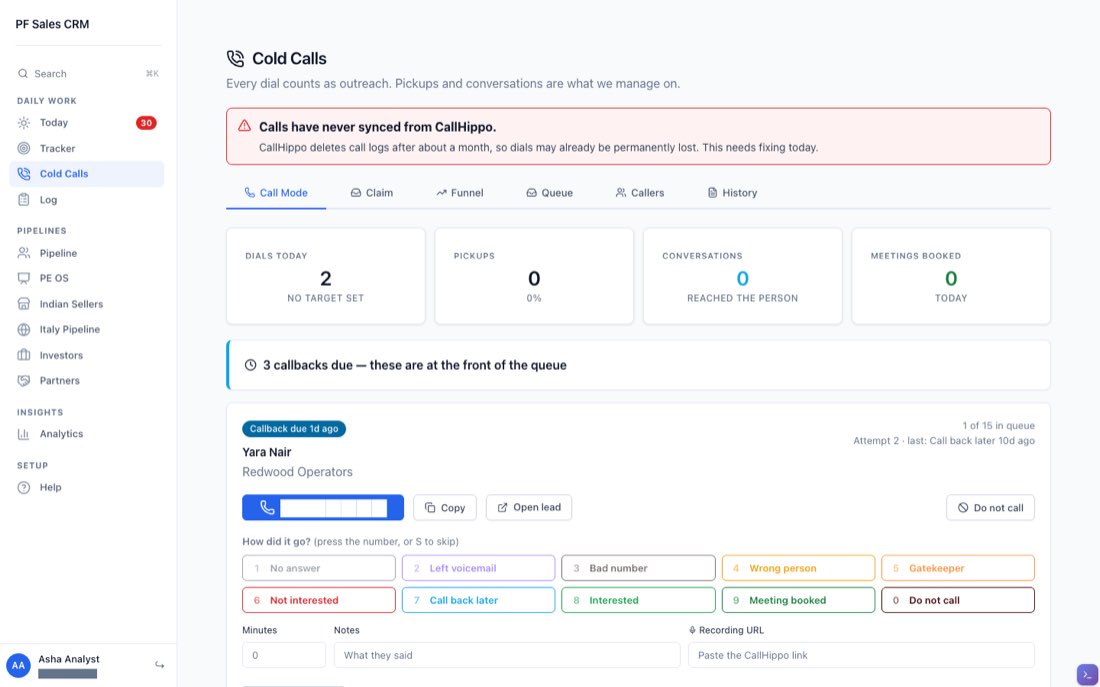 PF Sales CRM
Search ⌘K
DAILY WORK
Today 30
Tracker
Cold Calls
Log
PIPELINES
Pipeline
PE OS
Indian Sellers
Italy Pipeline
Investors
Partners
INSIGHTS
Analytics
SETUP
Help
AA Asha Analyst
Cold Calls
Every dial counts as outreach. Pickups and conversations are what we manage on.
Calls have never synced from CallHippo.
CallHippo deletes call logs after about a month, so dials may already be permanently lost. This needs fixing today.
Call Mode Claim Funnel Queue Callers History
DIALS TODAY
2
NO TARGET SET
PICKUPS
0
0%
CONVERSATIONS
0
REACHED THE PERSON
MEETINGS BOOKED
0
TODAY
3 callbacks due — these are at the front of the queue
Callback due 1d ago
1 of 15 in queue
Attempt 2 · last: Call back later 10d ago
Yara Nair
Redwood Operators
Copy Open lead Do not call
How did it go? (press the number, or S to skip)
1 No answer 2 Left voicemail 3 Bad number 4 Wrong person 5 Gatekeeper
6 Not interested 7 Call back later 8 Interested 9 Meeting booked 0 Do not call
Minutes Notes Recording URL
0 What they said Paste the CallHippo link